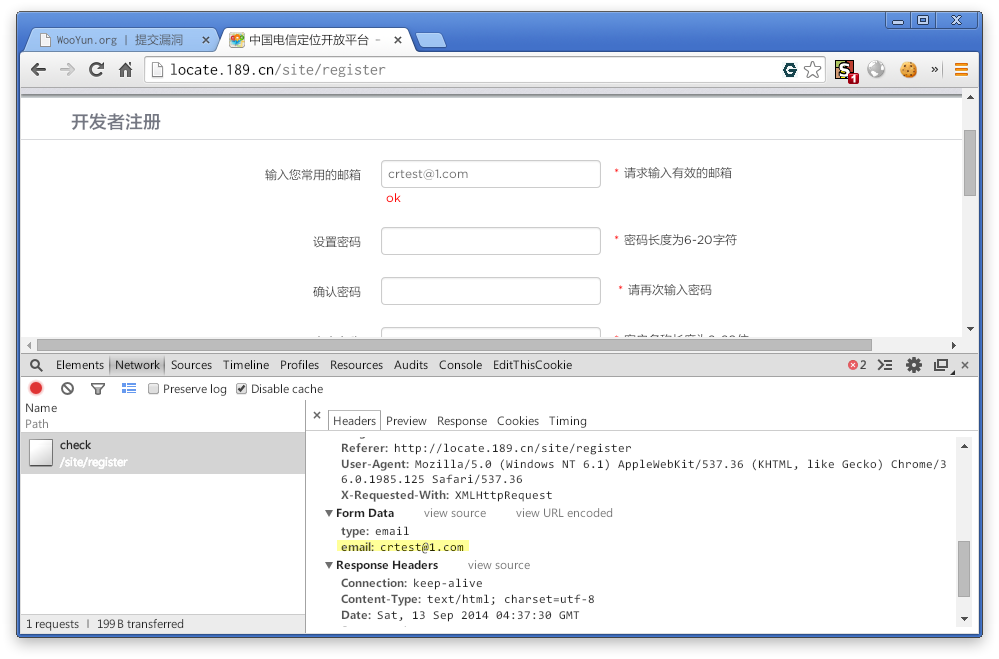 WooYun.org | 提交漏洞
中国电信定位开放平台 -
locate.189.cn/site/register
S 1
»
开发者注册
输入您常用的邮箱 crtest@1.com * 请求输入有效的邮箱
ok
设置密码 * 密码长度为6-20字符
确认密码 * 请再次输入密码
Elements Network Sources Timeline Profiles Resources Audits Console EditThisCookie 2
Preserve log Disable cache
Name
Path
check
/site/register
1 requests | 199 B transferred
× Headers Preview Response Cookies Timing
Referer: http://locate.189.cn/site/register
User-Agent: Mozilla/5.0 (Windows NT 6.1) AppleWebKit/537.36 (KHTML, like Gecko) Chrome/3
6.0.1985.125 Safari/537.36
X-Requested-With: XMLHttpRequest
Form Data view source view URL encoded
type: email
email: crtest@1.com
Response Headers view source
Connection: keep-alive
Content-Type: text/html; charset=utf-8
Date: Sat, 13 Sep 2014 04:37:30 GMT